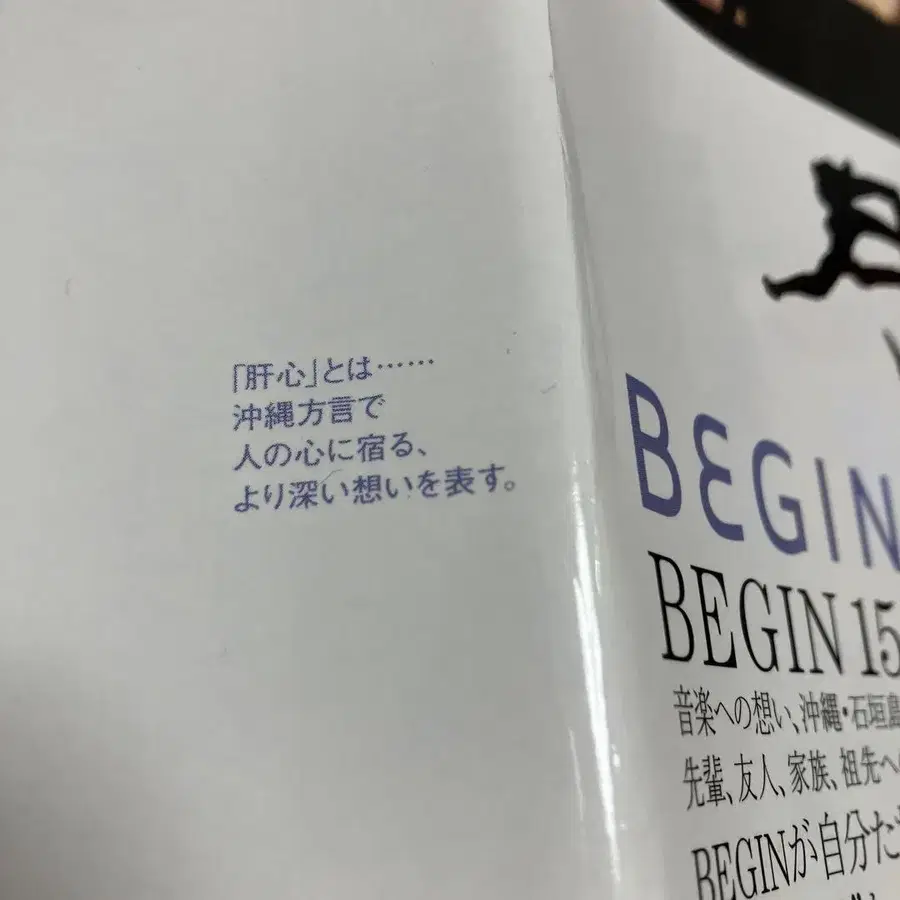 「肝心」とは……
沖縄方言で
人の心に宿る、
より深い想いを表す。
BEGIN
BEGIN 15
音楽への想い、沖縄・石垣島
先輩、友人、家族、祖先へ
BEGINが自分た